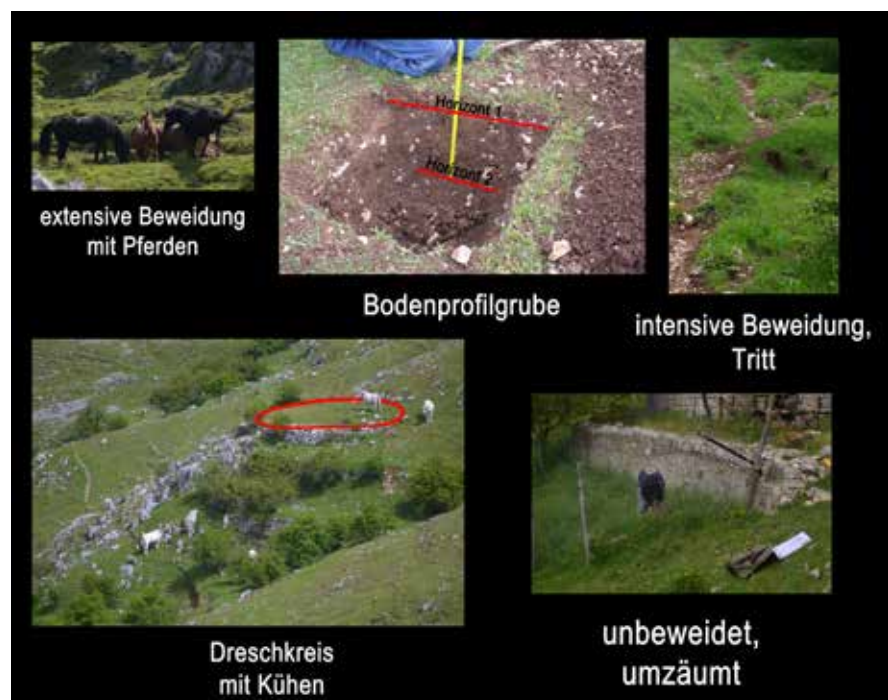 Horizont 1
Horizont 2
extensive Beweidung
mit Pferden
Bodenprofilgrube
intensive Beweidung,
Tritt
Dreschkreis
mit Kühen
unbeweidet,
umzäumt